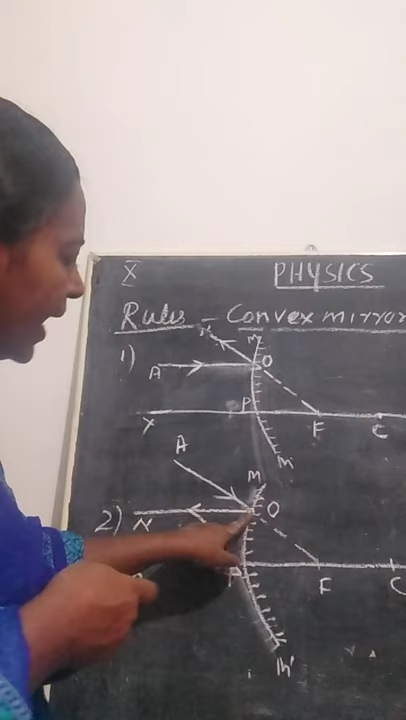 X PHYSICS
Rules - Convex mirror
1)
M
A O
P
X F C
M'
A
M
2) N O
P
F C
M'